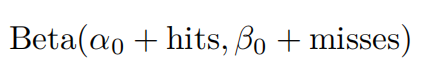 Beta(α₀ + hits, β₀ + misses)